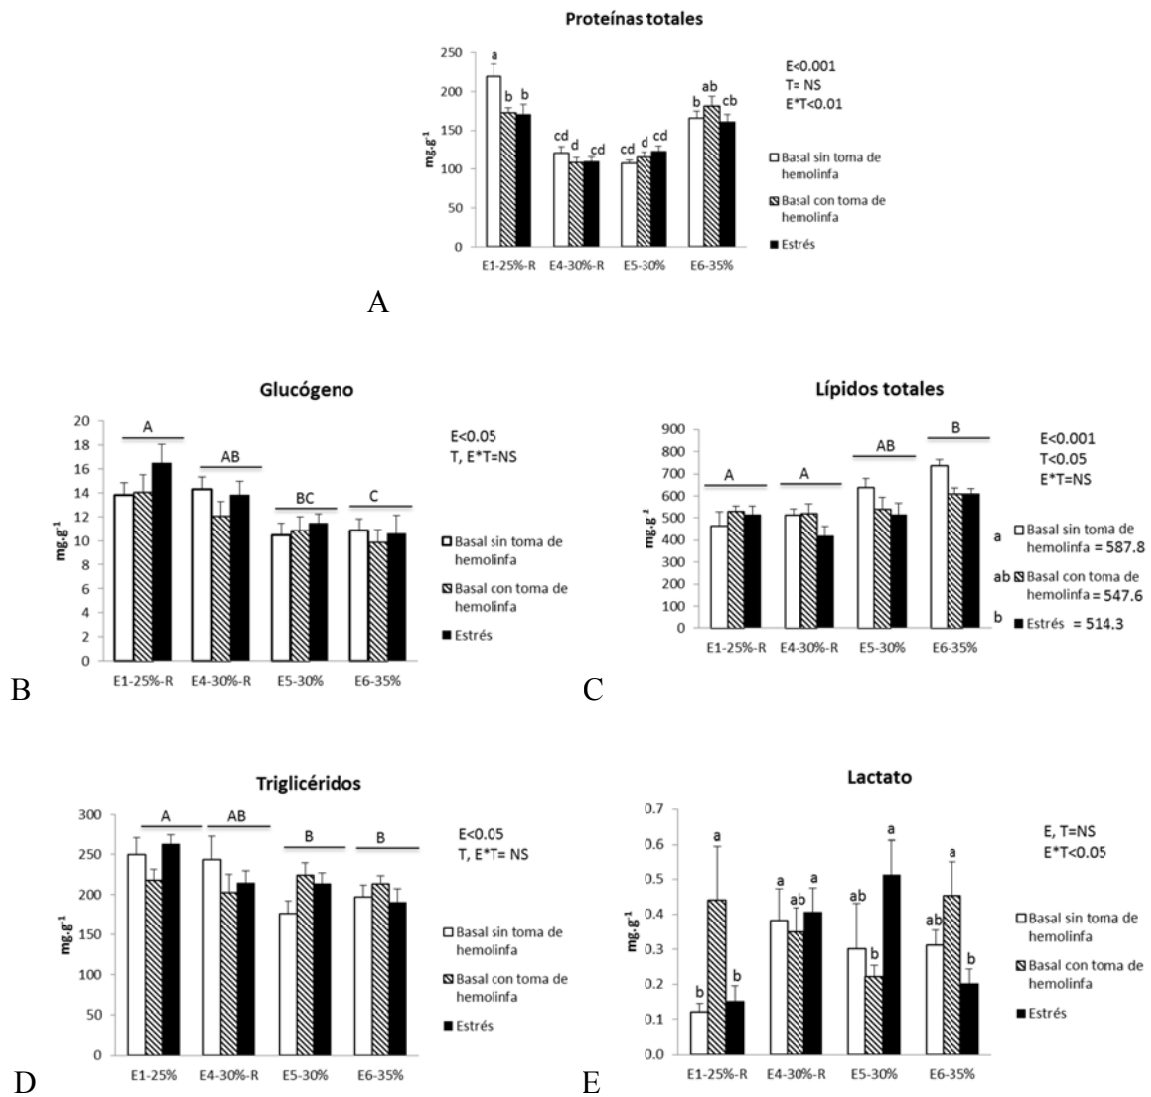 Proteínas totales
250
200
150
100
50
0
mg.g-1
a
b
b
cd
d
cd
cd
d
cd
b
ab
cb
E1-25%-R
E4-30%-R
E5-30%
E6-35%
E<0.001
T= NS
E*T<0.01
Basal sin toma de
hemolinfa
Basal con toma de
hemolinfa
Estrés
A
Glucógeno
20
18
16
14
12
10
8
6
4
2
0
mg.g-1
A
AB
BC
C
E1-25%-R
E4-30%-R
E5-30%
E6-35%
E<0.05
T, E*T=NS
Basal sin toma de
hemolinfa
Basal con toma de
hemolinfa
Estrés
B
Lípidos totales
900
800
700
600
500
400
300
200
100
0
A
A
AB
B
E1-25%-R
E4-30%-R
E5-30%
E6-35%
E<0.001
T<0.05
E*T=NS
a Basal sin toma de
hemolinfa = 587.8
ab Basal con toma de
hemolinfa = 547.6
b Estrés = 514.3
C
Triglicéridos
300
250
200
150
100
50
0
mg.g-1
A
AB
B
B
E1-25%
E4-30%-R
E5-30%
E6-35%
E<0.05
T, E*T= NS
Basal sin toma de
hemolinfa
Basal con toma de
hemolinfa
Estrés
D
Lactato
0.7
0.6
0.5
0.4
0.3
0.2
0.1
0.0
mg.g-1
b
a
b
a
ab
a
ab
b
a
ab
a
b
E1-25%-R
E4-30%-R
E5-30%
E6-35%
E, T=NS
E*T<0.05
Basal sin toma de
hemolinfa
Basal con toma de
hemolinfa
Estrés
E